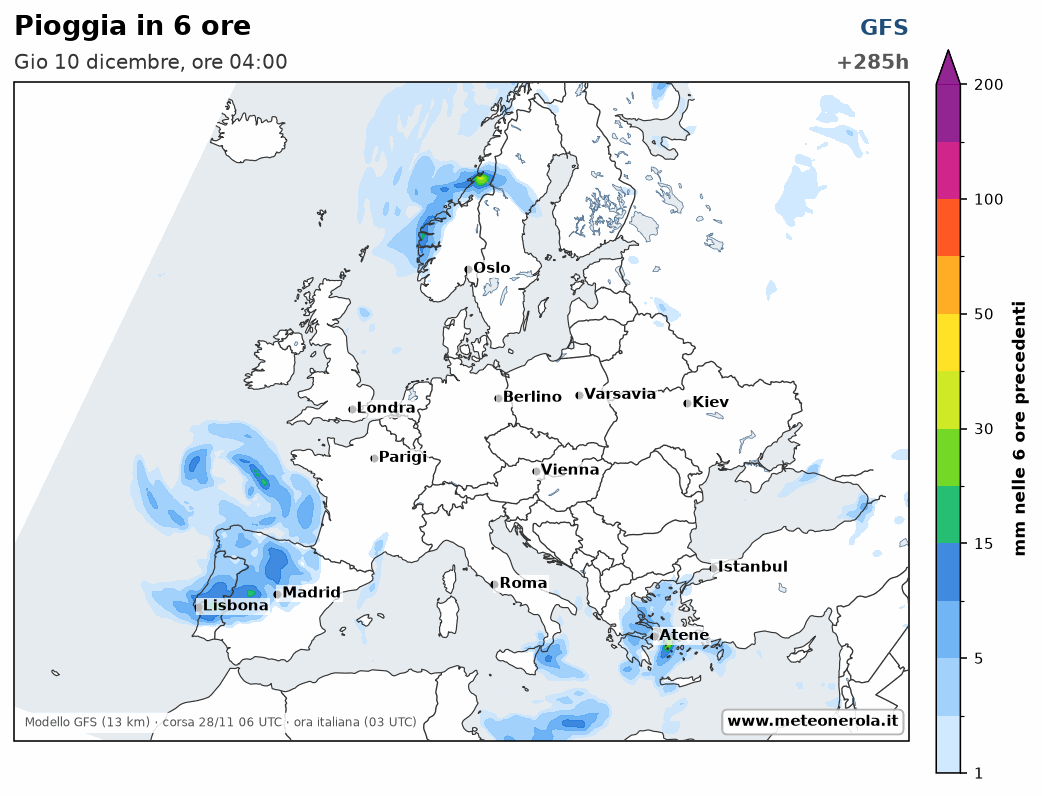 Pioggia in 6 ore
GFS
Gio 10 dicembre, ore 04:00
+285h
200
100
50
30
15
5
1
mm nelle 6 ore precedenti
Oslo
Berlino
Varsavia
Kiev
Londra
Parigi
Vienna
Istanbul
Roma
Madrid
Lisbona
Atene
Modello GFS (13 km) · corsa 28/11 06 UTC · ora italiana (03 UTC)
www.meteonerola.it